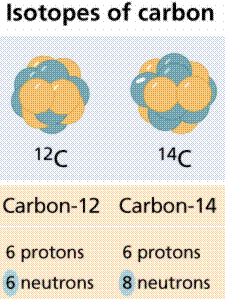 Isotopes of carbon
¹²C ¹⁴C
Carbon-12 Carbon-14
6 protons 6 protons
6 neutrons 8 neutrons